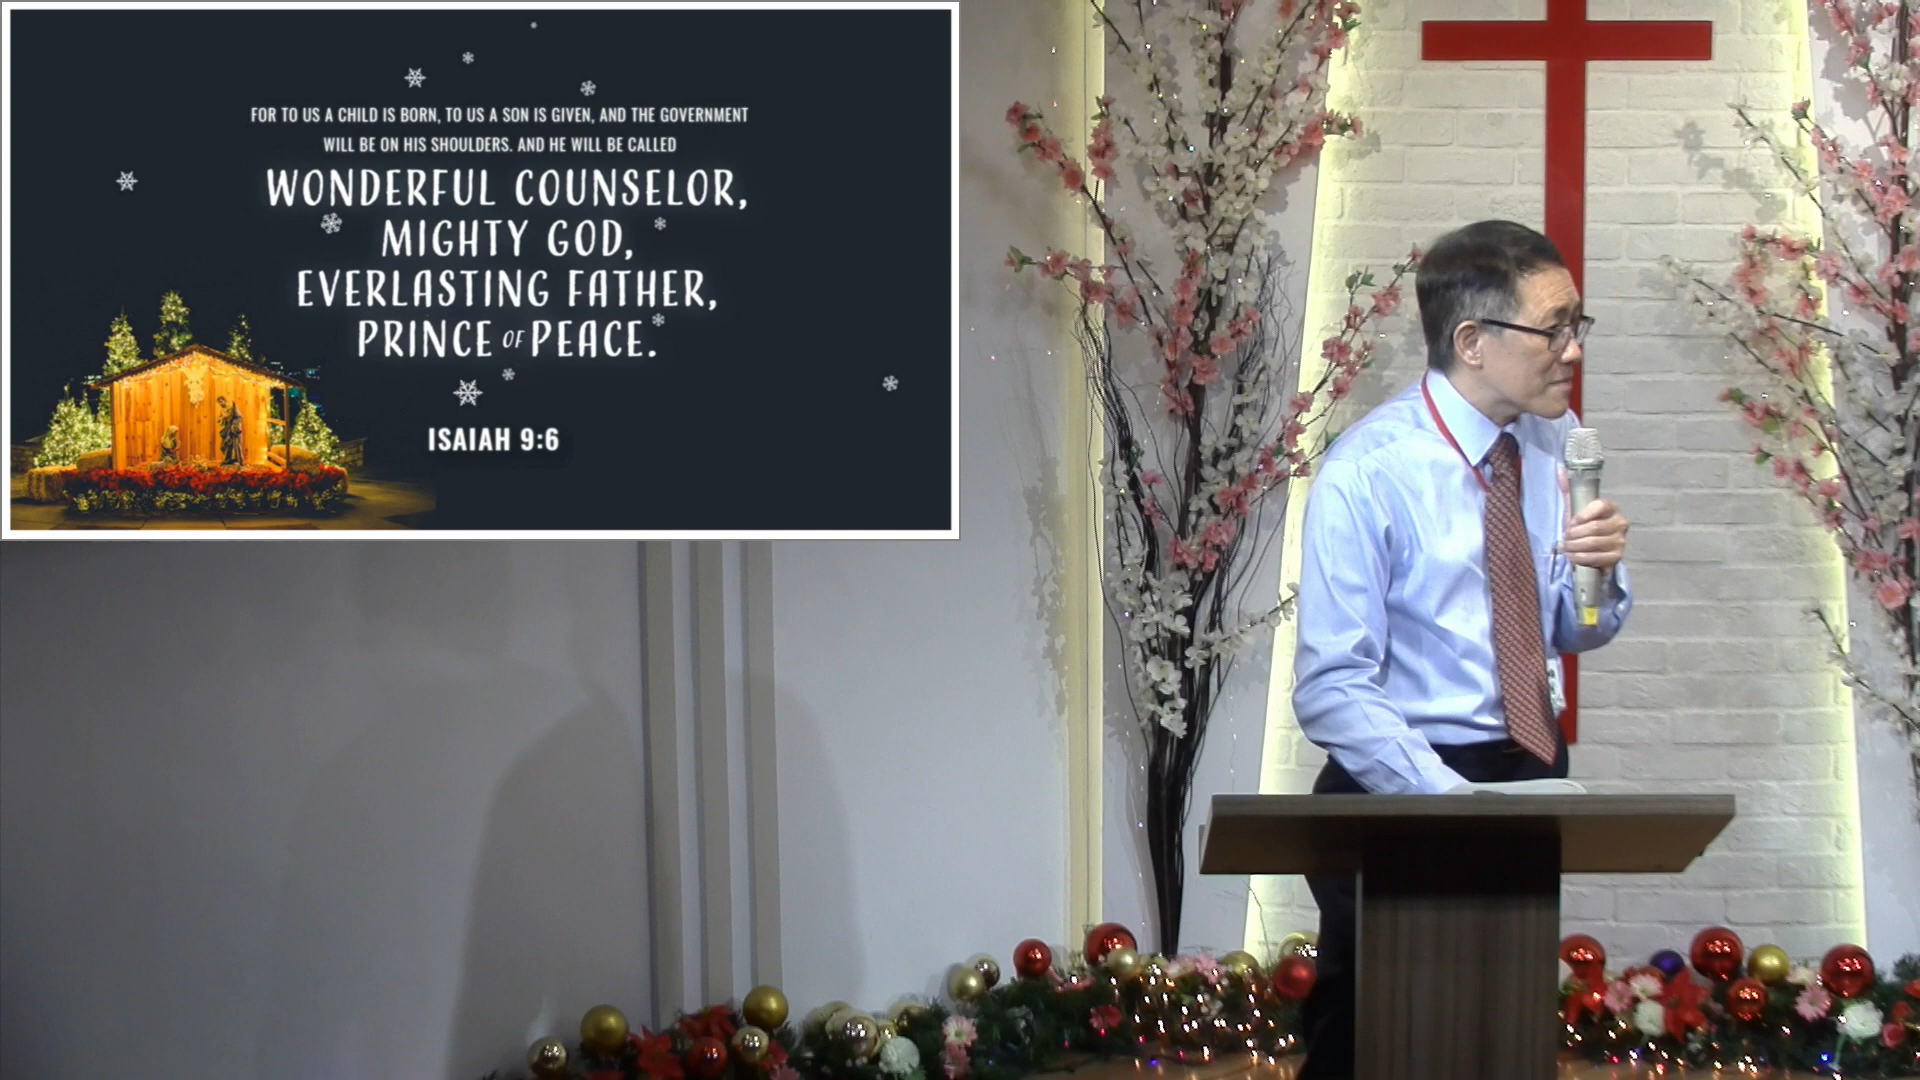 FOR TO US A CHILD IS BORN, TO US A SON IS GIVEN, AND THE GOVERNMENT
WILL BE ON HIS SHOULDERS. AND HE WILL BE CALLED
WONDERFUL COUNSELOR,
MIGHTY GOD,
EVERLASTING FATHER,
PRINCE OF PEACE.
ISAIAH 9:6